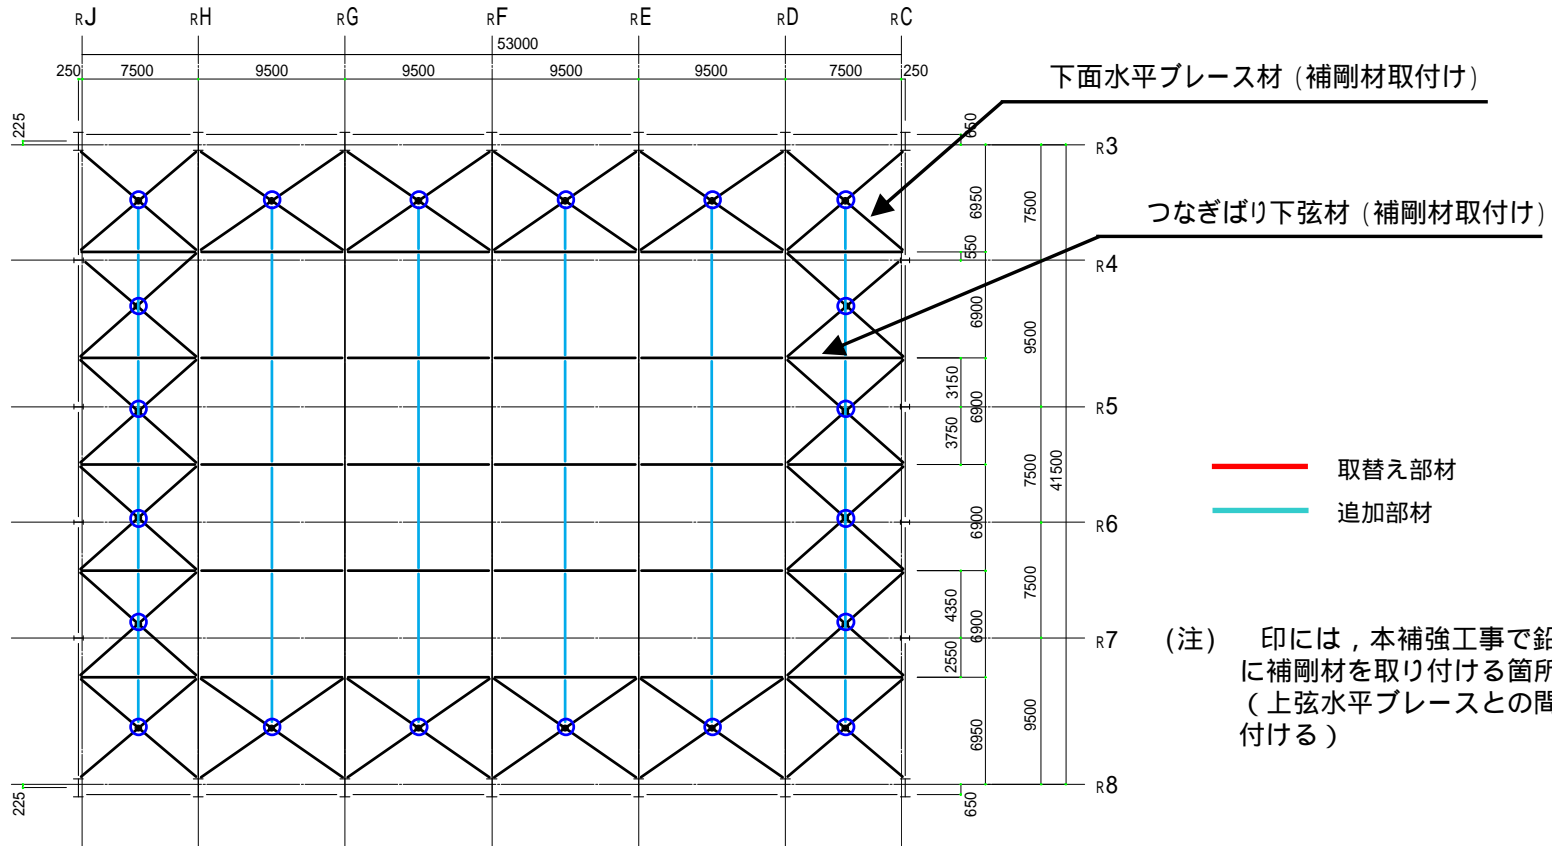 RJ RH RG RF RE RD RC
53000
250 7500 9500 9500 9500 9500 7500 250
下面水平ブレース材（補剛材取付け）
225
650
R3
6950
7500
つなぎばり下弦材（補剛材取付け）
550
R4
6900
9500
3150
6900
R5
3750
7500
41500
取替え部材
追加部材
6900
R6
7500
4350
6900
R7
2550
(注) 印には，本補強工事で鉛
に補剛材を取り付ける箇所
（上弦水平ブレースとの間
付ける）
9500
6950
R8
225
650